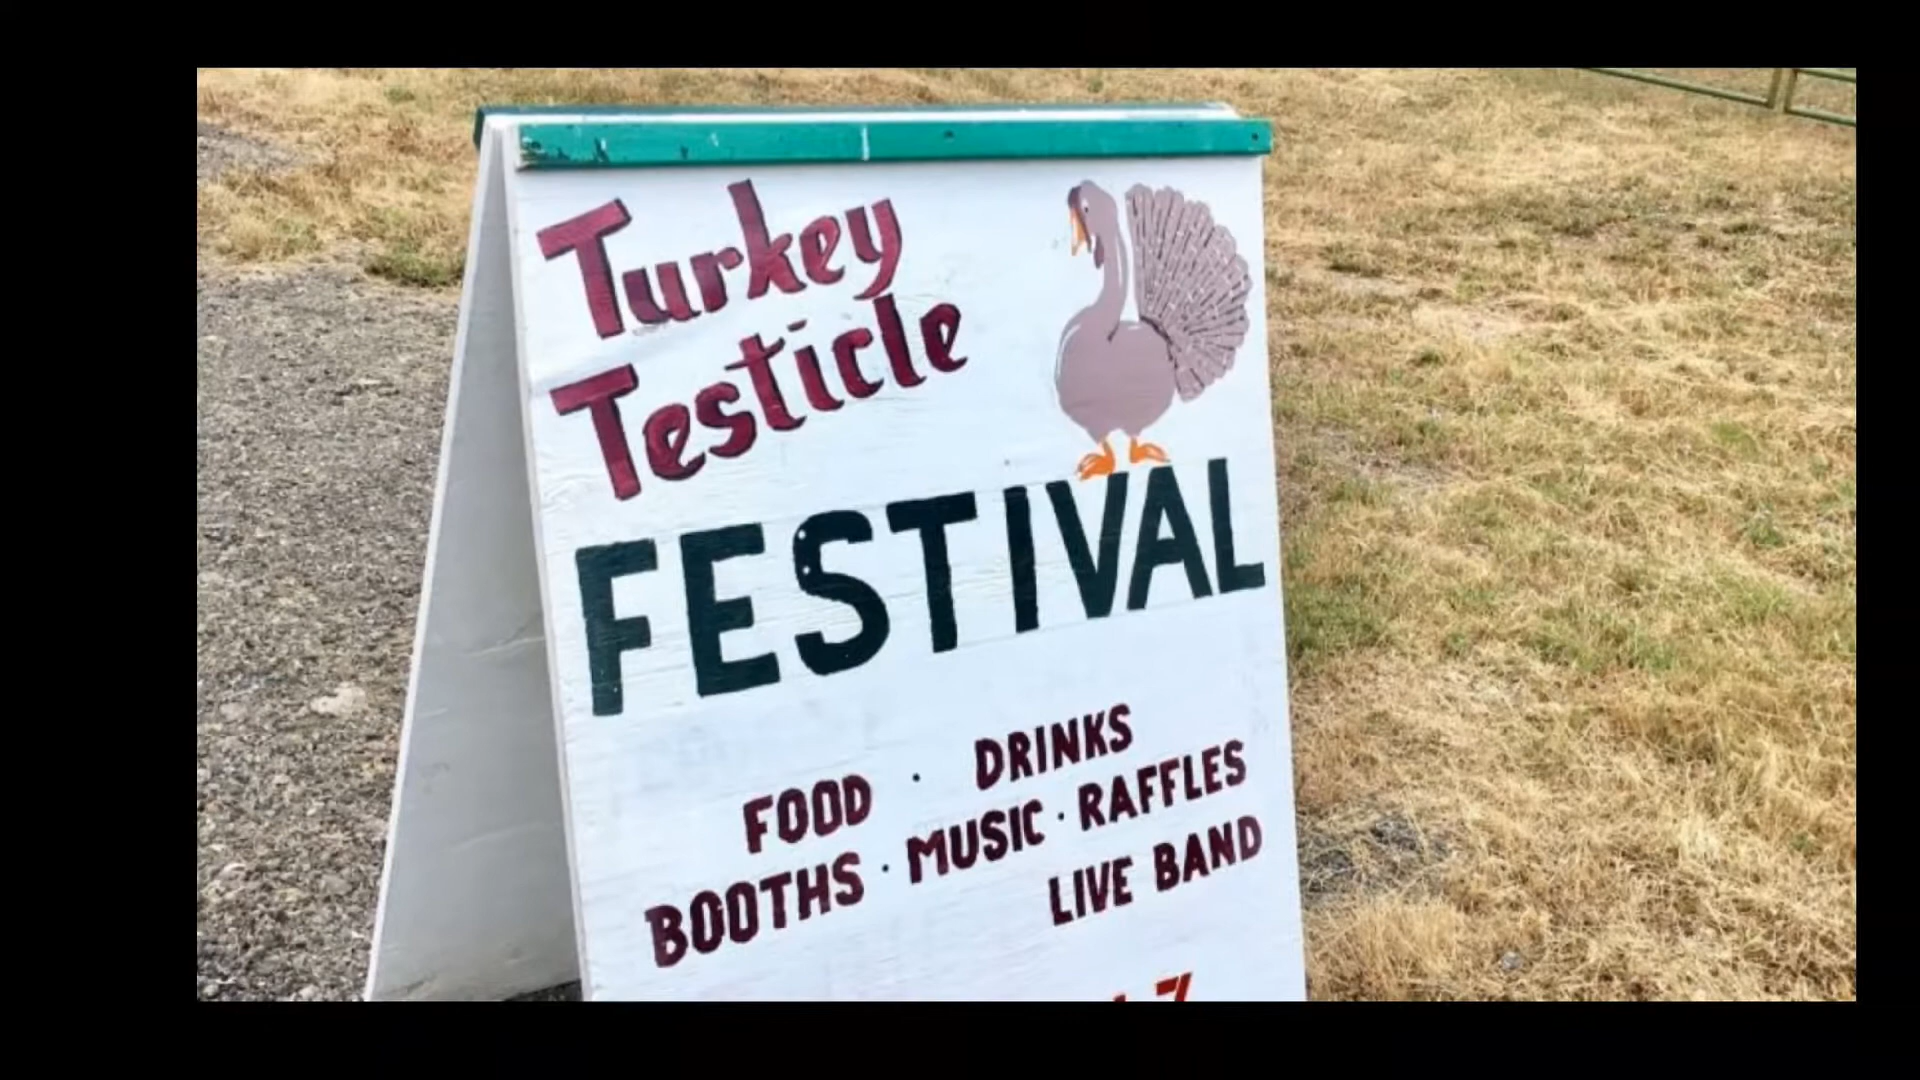 Turkey
Testicle
FESTIVAL
FOOD · DRINKS
BOOTHS · MUSIC · RAFFLES
LIVE BAND